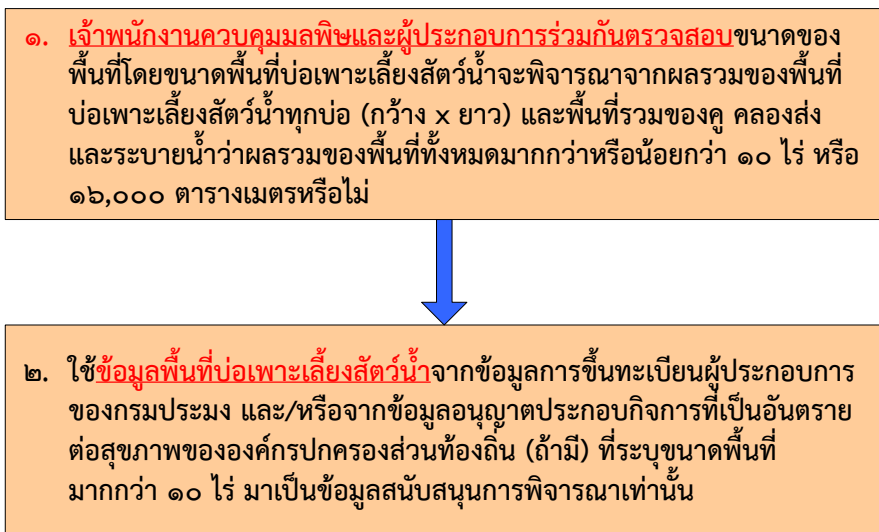 ๑. เจ้าพนักงานควบคุมมลพิษและผู้ประกอบการร่วมกันตรวจสอบขนาดของ
พื้นที่โดยขนาดพื้นที่บ่อเพาะเลี้ยงสัตว์น้ำจะพิจารณาจากผลรวมของพื้นที่
บ่อเพาะเลี้ยงสัตว์น้ำทุกบ่อ (กว้าง x ยาว) และพื้นที่รวมของคู คลองส่ง
และระบายน้ำว่าผลรวมของพื้นที่ทั้งหมดมากกว่าหรือน้อยกว่า ๑๐ ไร่ หรือ
๑๖,๐๐๐ ตารางเมตรหรือไม่
๒. ใช้ข้อมูลพื้นที่บ่อเพาะเลี้ยงสัตว์น้ำจากข้อมูลการขึ้นทะเบียนผู้ประกอบการ
ของกรมประมง และ/หรือจากข้อมูลอนุญาตประกอบกิจการที่เป็นอันตราย
ต่อสุขภาพขององค์กรปกครองส่วนท้องถิ่น (ถ้ามี) ที่ระบุขนาดพื้นที่
มากกว่า ๑๐ ไร่ มาเป็นข้อมูลสนับสนุนการพิจารณาเท่านั้น